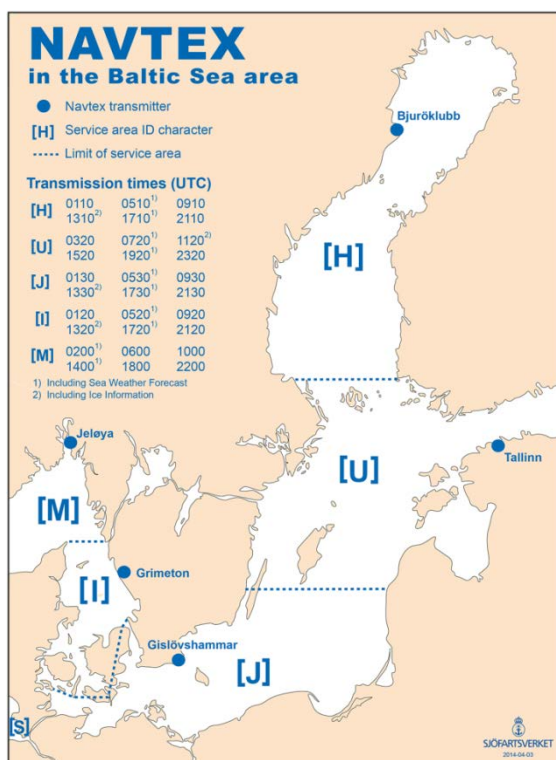 NAVTEX
in the Baltic Sea area
Navtex transmitter
[H] Service area ID character
Limit of service area
Transmission times (UTC)
[H] 0110 0510 1) 0910
1310 2) 1710 1) 2110
[U] 0320 0720 1) 1120 2)
1520 1920 1) 2320
[J] 0130 0530 1) 0930
1330 2) 1730 1) 2130
[I] 0120 0520 1) 0920
1320 2) 1720 1) 2120
[M] 0200 1) 0600 1000
1400 1) 1800 2200
1) Including Sea Weather Forecast
2) Including Ice Information
Bjuröklubb
[H]
Jeløya
Tallinn
[U]
[M]
Grimeton
[I]
Gislövshammar
[J]
[S]
SJÖFARTSVERKET
2014-04-03